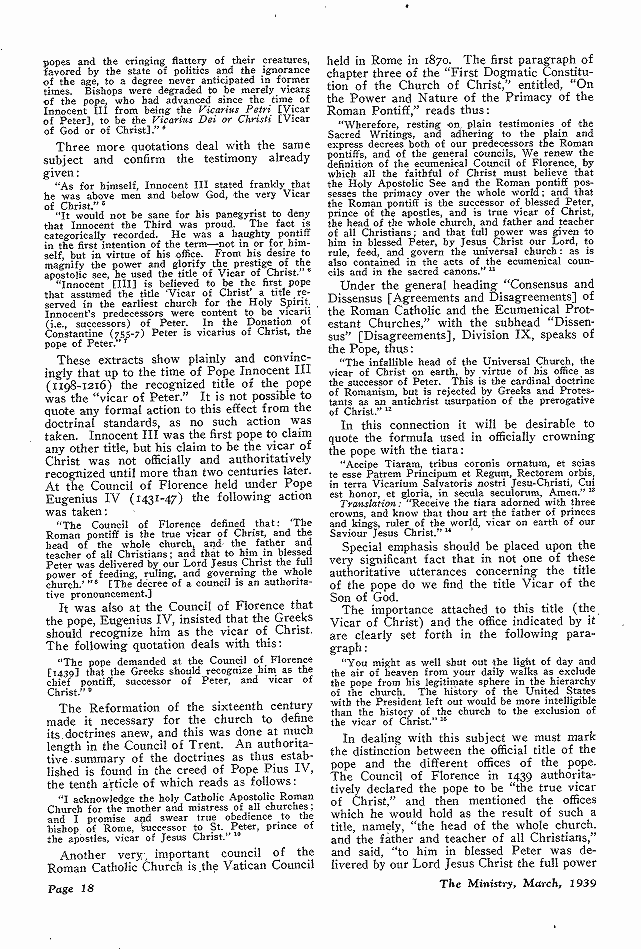 popes and the cringing flattery of their creatures,
favored by the state of politics and the ignorance
of the age, to a degree never anticipated in former
times. Bishops were degraded to be merely vicars
of the pope, who had advanced since the time of
Innocent III from being the Vicarius Petri [Vicar
of Peter], to be the Vicarius Dei or Christi [Vicar
of God or of Christ]." 4
Three more quotations deal with the same
subject and confirm the testimony already
given:
"As for himself, Innocent III stated frankly that
he was above men and below God, the very Vicar
of Christ." 5
"It would not be sane for his panegyrist to deny
that Innocent the Third was proud. The fact is
categorically recorded. He was a haughty pontiff
in the first intention of the term—not in or for him-
self, but in virtue of his office. From his desire to
magnify the power and glorify the prestige of the
apostolic see, he used the title of Vicar of Christ." 6
"Innocent [III] is believed to be the first pope
that assumed the title 'Vicar of Christ' a title re-
served in the earliest church for the Holy Spirit.
Innocent's predecessors were content to be vicarii
(i.e., successors) of Peter. In the Donation of
Constantine (755-7) Peter is vicarius of Christ, the
pope of Peter." 7
These extracts show plainly and convinc-
ingly that up to the time of Pope Innocent III
(1198-1216) the recognized title of the pope
was the "vicar of Peter." It is not possible to
quote any formal action to this effect from the
doctrinal standards, as no such action was
taken. Innocent III was the first pope to claim
any other title, but his claim to be the vicar of
Christ was not officially and authoritatively
recognized until more than two centuries later.
At the Council of Florence held under Pope
Eugenius IV (1431-47) the following action
was taken:
"The Council of Florence defined that: 'The
Roman pontiff is the true vicar of Christ, and the
head of the whole church, and the father and
teacher of all Christians; and that to him in blessed
Peter was delivered by our Lord Jesus Christ the full
power of feeding, ruling, and governing the whole
church.' " 8 [The decree of a council is an authorita-
tive pronouncement.]
It was also at the Council of Florence that
the pope, Eugenius IV, insisted that the Greeks
should recognize him as the vicar of Christ.
The following quotation deals with this:
"The pope demanded at the Council of Florence
[1439] that the Greeks should recognize him as the
chief pontiff, successor of Peter, and vicar of
Christ." 9
The Reformation of the sixteenth century
made it necessary for the church to define
its doctrines anew, and this was done at much
length in the Council of Trent. An authorita-
tive summary of the doctrines as thus estab-
lished is found in the creed of Pope Pius IV,
the tenth article of which reads as follows:
"I acknowledge the holy Catholic Apostolic Roman
Church for the mother and mistress of all churches;
and I promise and swear true obedience to the
bishop of Rome, successor to St. Peter, prince of
the apostles, vicar of Jesus Christ." 10
Another very important council of the
Roman Catholic Church is the Vatican Council
held in Rome in 1870. The first paragraph of
chapter three of the "First Dogmatic Constitu-
tion of the Church of Christ," entitled, "On
the Power and Nature of the Primacy of the
Roman Pontiff," reads thus:
"Wherefore, resting on plain testimonies of the
Sacred Writings, and adhering to the plain and
express decrees both of our predecessors the Roman
pontiffs, and of the general councils, We renew the
definition of the ecumenical Council of Florence, by
which all the faithful of Christ must believe that
the Holy Apostolic See and the Roman pontiff pos-
sesses the primacy over the whole world; and that
the Roman pontiff is the successor of blessed Peter,
prince of the apostles, and is true vicar of Christ,
the head of the whole church, and father and teacher
of all Christians; and that full power was given to
him in blessed Peter, by Jesus Christ our Lord, to
rule, feed, and govern the universal church: as is
also contained in the acts of the ecumenical coun-
cils and in the sacred canons." 11
Under the general heading "Consensus and
Dissensus [Agreements and Disagreements] of
the Roman Catholic and the Ecumenical Prot-
estant Churches," with the subhead "Dissen-
sus" [Disagreements], Division IX, speaks of
the Pope, thus:
"The infallible head of the Universal Church, the
vicar of Christ on earth, by virtue of his office as
the successor of Peter. This is the cardinal doctrine
of Romanism, but is rejected by Greeks and Protes-
tants as an antichrist usurpation of the prerogative
of Christ." 12
In this connection it will be desirable to
quote the formula used in officially crowning
the pope with the tiara:
"Accipe Tiaram, tribus coronis ornatum, et scias
te esse Patrem Principum et Regum, Rectorem orbis,
in terra Vicarium Salvatoris nostri Jesu-Christi, Cui
est honor, et gloria, in secula seculorum, Amen." 13
Translation: "Receive the tiara adorned with three
crowns, and know that thou art the father of princes
and kings, ruler of the world, vicar on earth of our
Saviour Jesus Christ." 14
Special emphasis should be placed upon the
very significant fact that in not one of these
authoritative utterances concerning the title
of the pope do we find the title Vicar of the
Son of God.
The importance attached to this title (the
Vicar of Christ) and the office indicated by it
are clearly set forth in the following para-
graph:
"You might as well shut out the light of day and
the air of heaven from your daily walks as exclude
the pope from his legitimate sphere in the hierarchy
of the church. The history of the United States
with the President left out would be more intelligible
than the history of the church to the exclusion of
the vicar of Christ." 15
In dealing with this subject we must mark
the distinction between the official title of the
pope and the different offices of the pope.
The Council of Florence in 1439 authorita-
tively declared the pope to be "the true vicar
of Christ," and then mentioned the offices
which he would hold as the result of such a
title, namely, "the head of the whole church,
and the father and teacher of all Christians,"
and said, "to him in blessed Peter was de-
livered by our Lord Jesus Christ the full power
Page 18
The Ministry, March, 1939